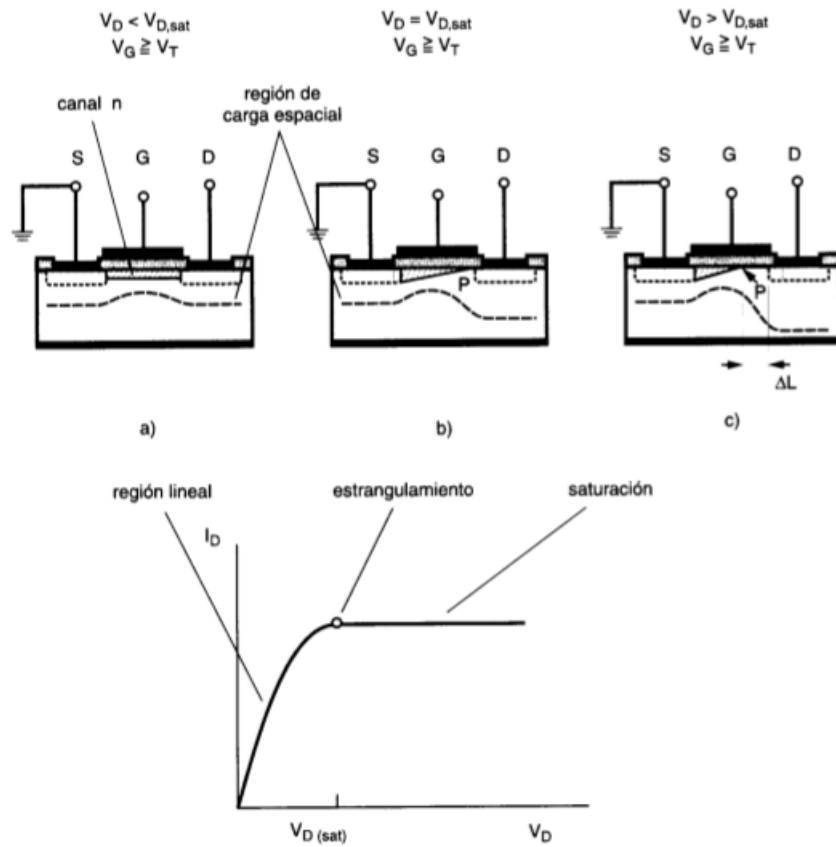 V_D < V_D,sat
V_G ≧ V_T
V_D = V_D,sat
V_G ≧ V_T
V_D > V_D,sat
V_G ≧ V_T
canal n
región de
carga espacial
S G D
S G D
S G D
P
P
ΔL
a)
b)
c)
región lineal
estrangulamiento
saturación
I_D
V_D (sat)
V_D